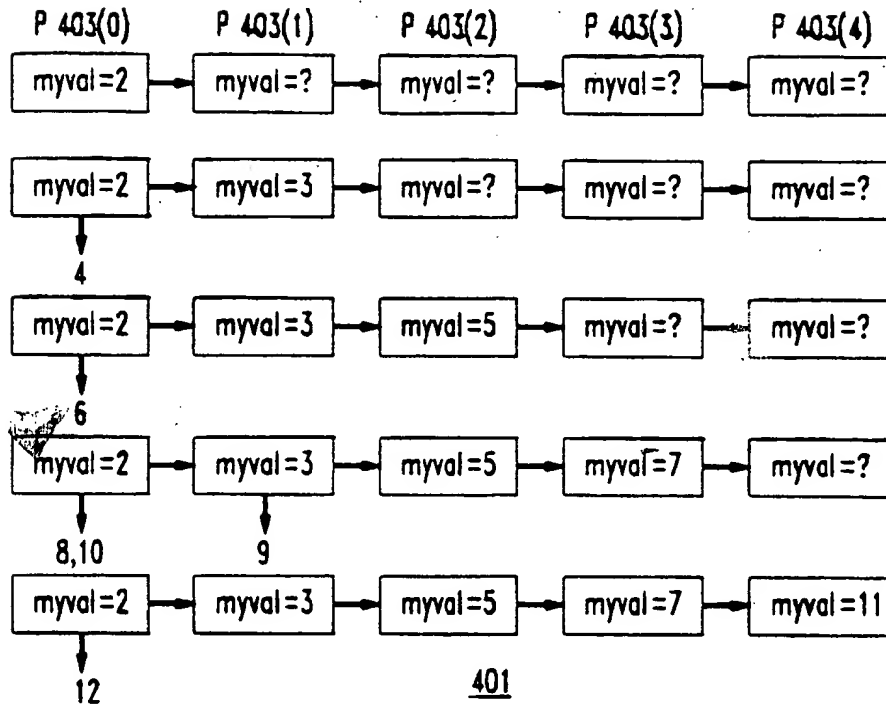 P 403(0) P 403(1) P 403(2) P 403(3) P 403(4)
myval=2 myval=? myval=? myval=? myval=?
myval=2 myval=3 myval=? myval=? myval=?
4
myval=2 myval=3 myval=5 myval=? myval=?
6
myval=2 myval=3 myval=5 myval=7 myval=?
8,10 9
myval=2 myval=3 myval=5 myval=7 myval=11
12 401